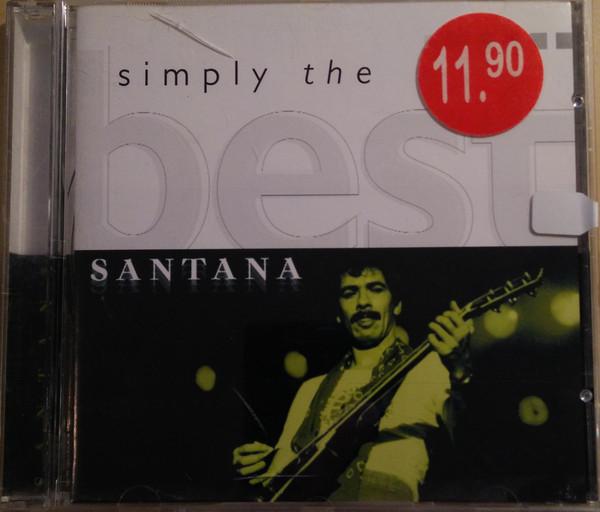 simply the
11.90
best
SANTANA